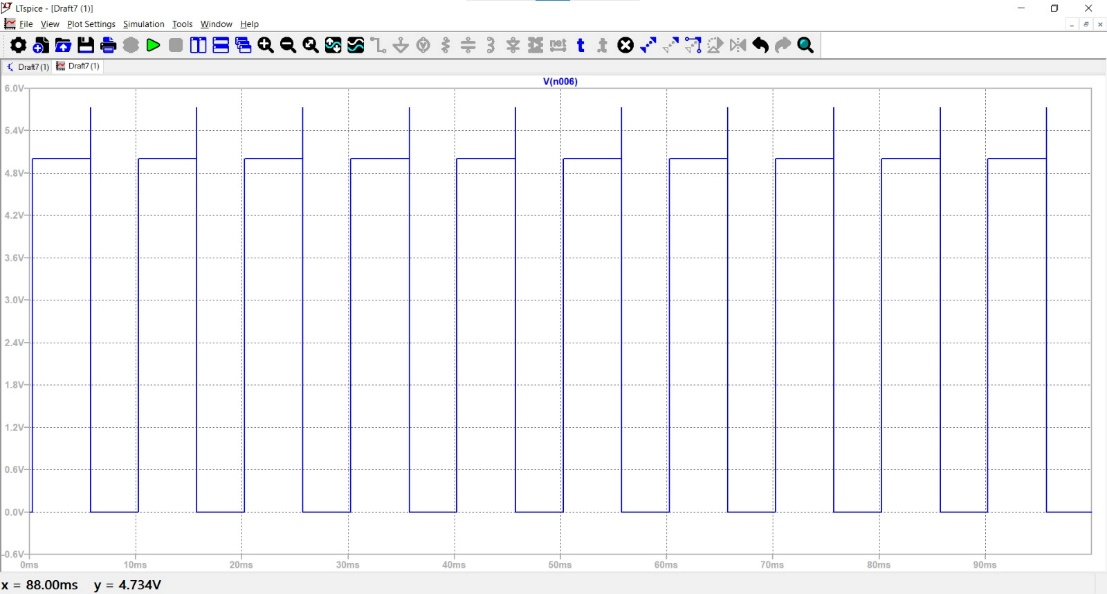 LTspice - [Draft7 (1)]
File View Plot Settings Simulation Tools Window Help
Draft7 (1) Draft7 (1)
V(n006)
6.0V
5.4V
4.8V
4.2V
3.6V
3.0V
2.4V
1.8V
1.2V
0.6V
0.0V
-0.6V
0ms 10ms 20ms 30ms 40ms 50ms 60ms 70ms 80ms 90ms
x = 88.00ms y = 4.734V